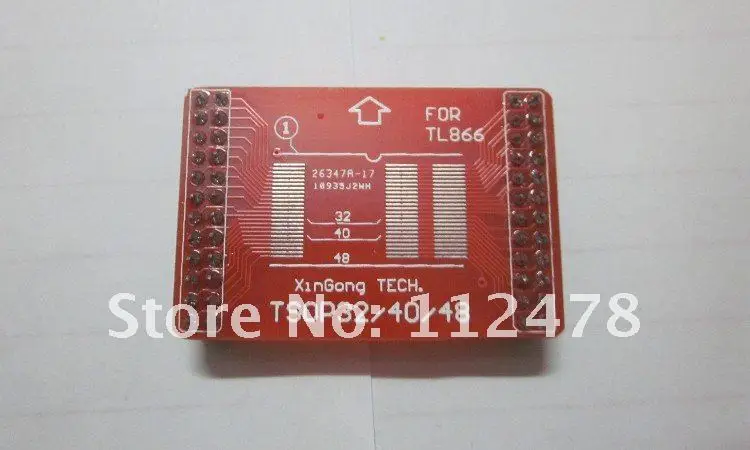 FOR
TL866
1
26347A-17
10935J2WH
32
40
48
XinGong TECH.
TSOP32/40/48
Store No: 112478